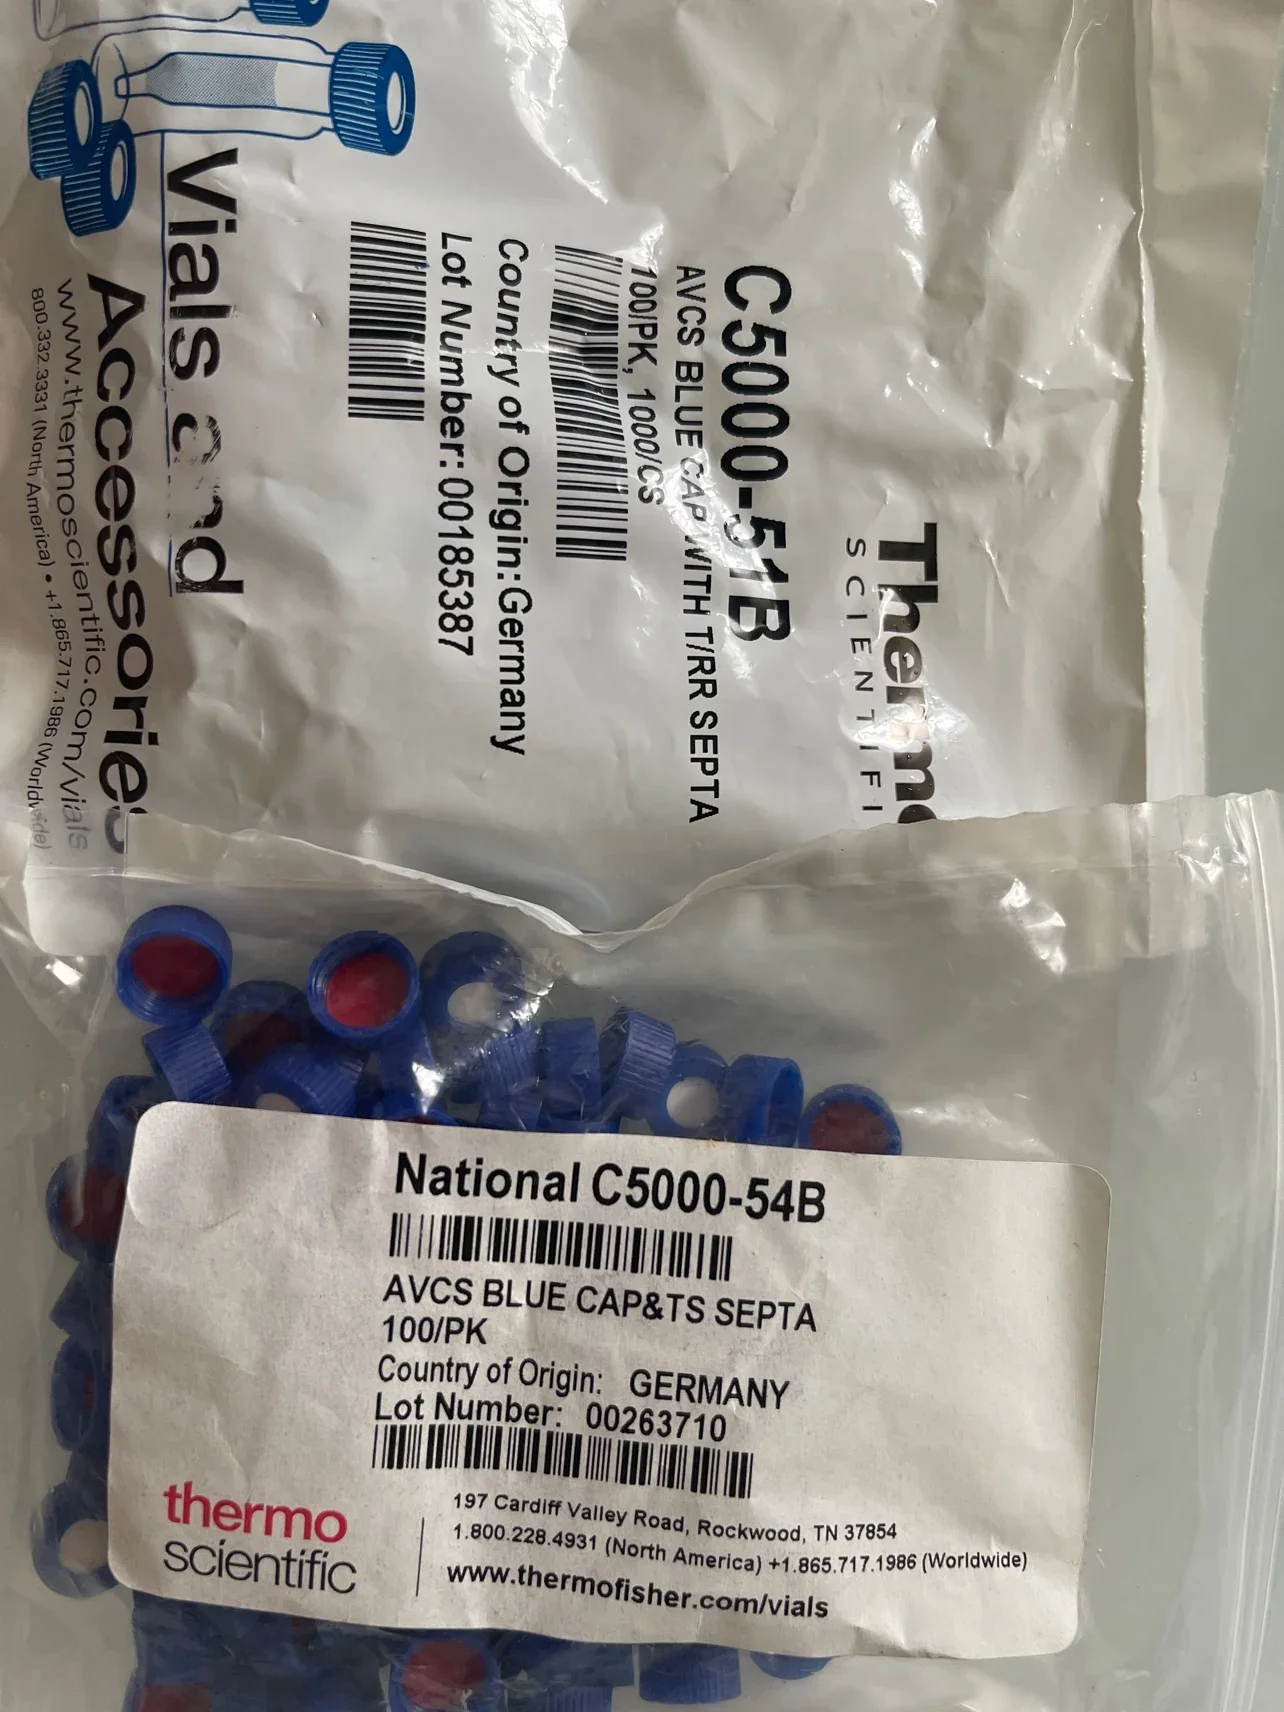 Thermo
SCIENTIFI
C5000-51B
AVCS BLUE CAP WITH T/RR SEPTA
100/PK, 1000/CS
Country of Origin:Germany
Lot Number: 00185387
Vials and
Accessories
www.thermoscientific.com/vials
800.332.3331 (North America) • +1.865.717.1986 (Worldwide)
National C5000-54B
AVCS BLUE CAP&TS SEPTA
100/PK
Country of Origin: GERMANY
Lot Number: 00263710
thermo
scientific
197 Cardiff Valley Road, Rockwood, TN 37854
1.800.228.4931 (North America) +1.865.717.1986 (Worldwide)
www.thermofisher.com/vials